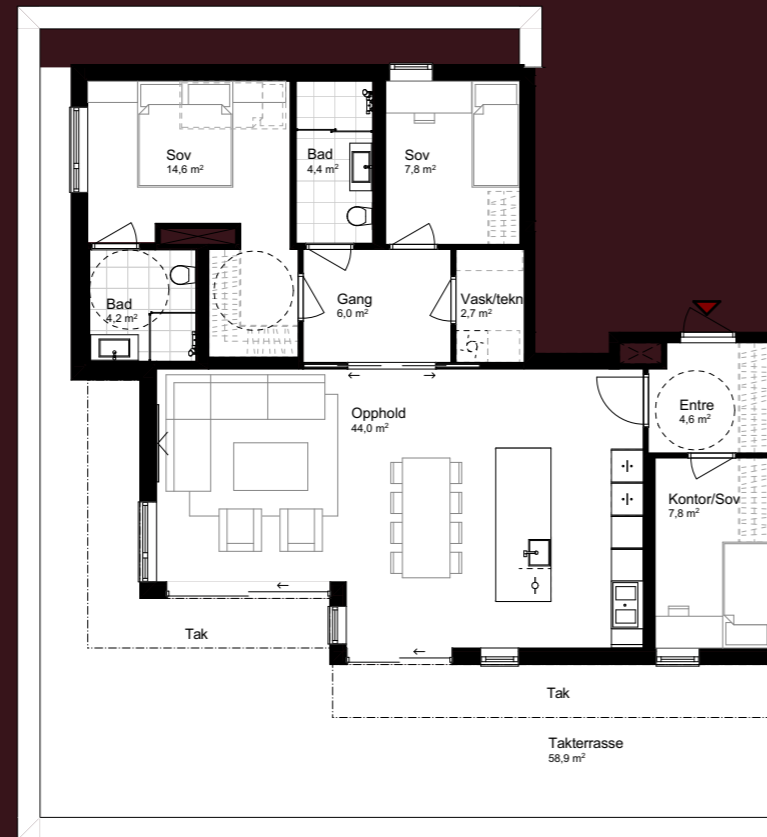 Sov
14,6 m²
Bad
4,4 m²
Sov
7,8 m²
Bad
4,2 m²
Gang
6,0 m²
Vask/tekn
2,7 m²
Opphold
44,0 m²
Entre
4,6 m²
Kontor/Sov
7,8 m²
Tak
Tak
Takterrasse
58,9 m²